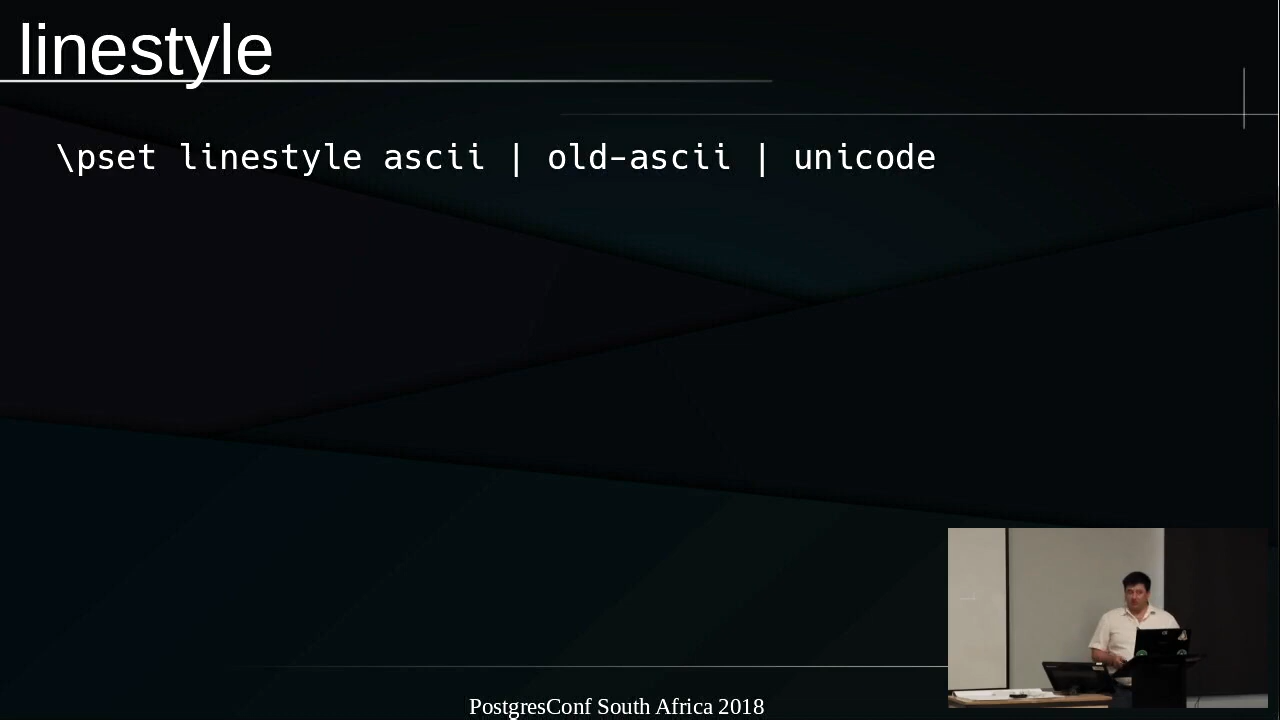 linestyle
\pset linestyle ascii | old-ascii | unicode
PostgresConf South Africa 2018